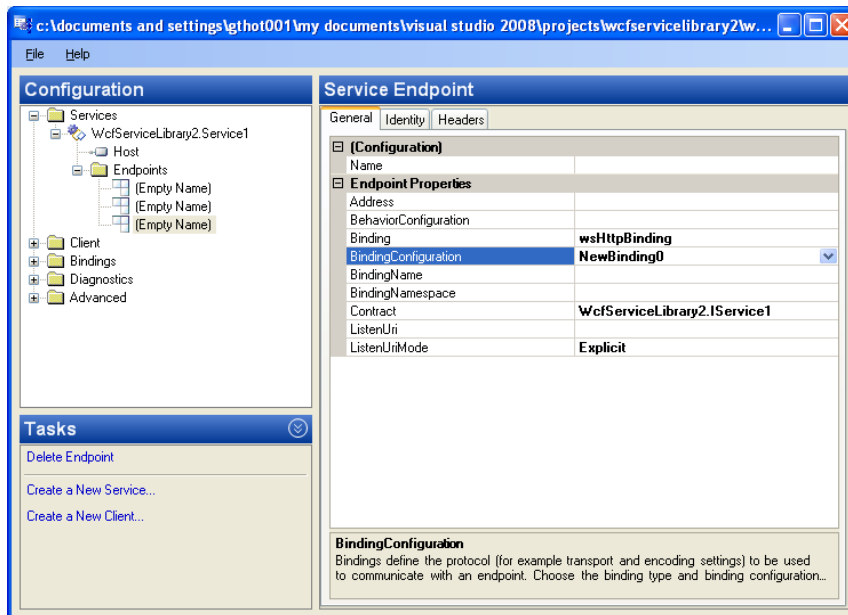 c:\documents and settings\gthot001\my documents\visual studio 2008\projects\wcfservicelibrary2\w...
File Help
Configuration
Services
WcfServiceLibrary2.Service1
Host
Endpoints
(Empty Name)
(Empty Name)
(Empty Name)
Client
Bindings
Diagnostics
Advanced
Tasks
Delete Endpoint
Create a New Service...
Create a New Client...
Service Endpoint
General Identity Headers
(Configuration)
Name
Endpoint Properties
Address
BehaviorConfiguration
Binding wsHttpBinding
BindingConfiguration NewBinding0
BindingName
BindingNamespace
Contract WcfServiceLibrary2.IService1
ListenUri
ListenUriMode Explicit
BindingConfiguration
Bindings define the protocol (for example transport and encoding settings) to be used
to communicate with an endpoint. Choose the binding type and binding configuration...